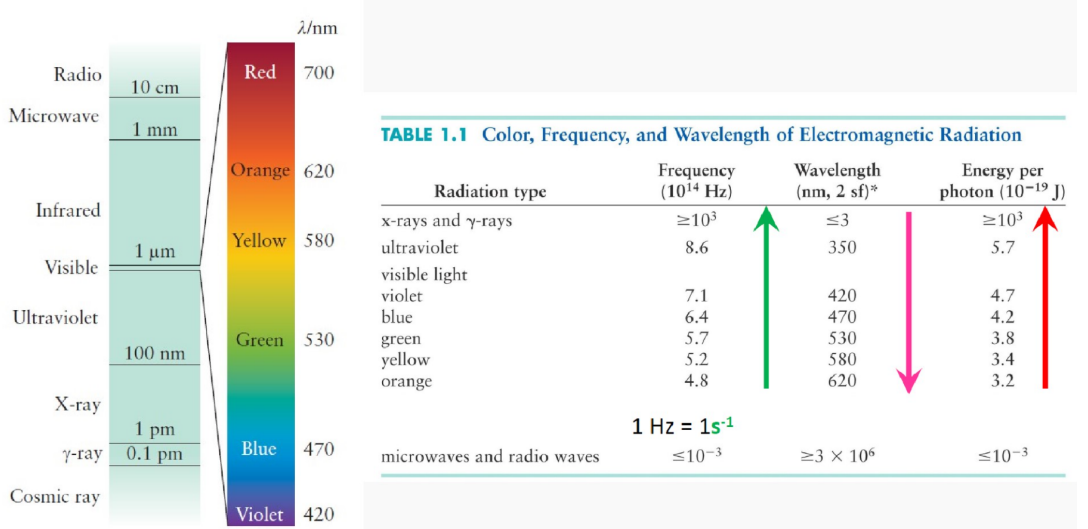 λ/nm
Radio
10 cm
Microwave
1 mm
Infrared
1 μm
Visible
Ultraviolet
100 nm
X-ray
1 pm
γ-ray
0.1 pm
Cosmic ray
Red 700
Orange 620
Yellow 580
Green 530
Blue 470
Violet 420
TABLE 1.1 Color, Frequency, and Wavelength of Electromagnetic Radiation
Radiation type Frequency (10¹⁴ Hz) Wavelength (nm, 2 sf)* Energy per photon (10⁻¹⁹ J)
x-rays and γ-rays ≥10³ ≤3 ≥10³
ultraviolet 8.6 350 5.7
visible light
violet 7.1 420 4.7
blue 6.4 470 4.2
green 5.7 530 3.8
yellow 5.2 580 3.4
orange 4.8 620 3.2
1 Hz = 1s⁻¹
microwaves and radio waves ≤10⁻³ ≥3 × 10⁶ ≤10⁻³